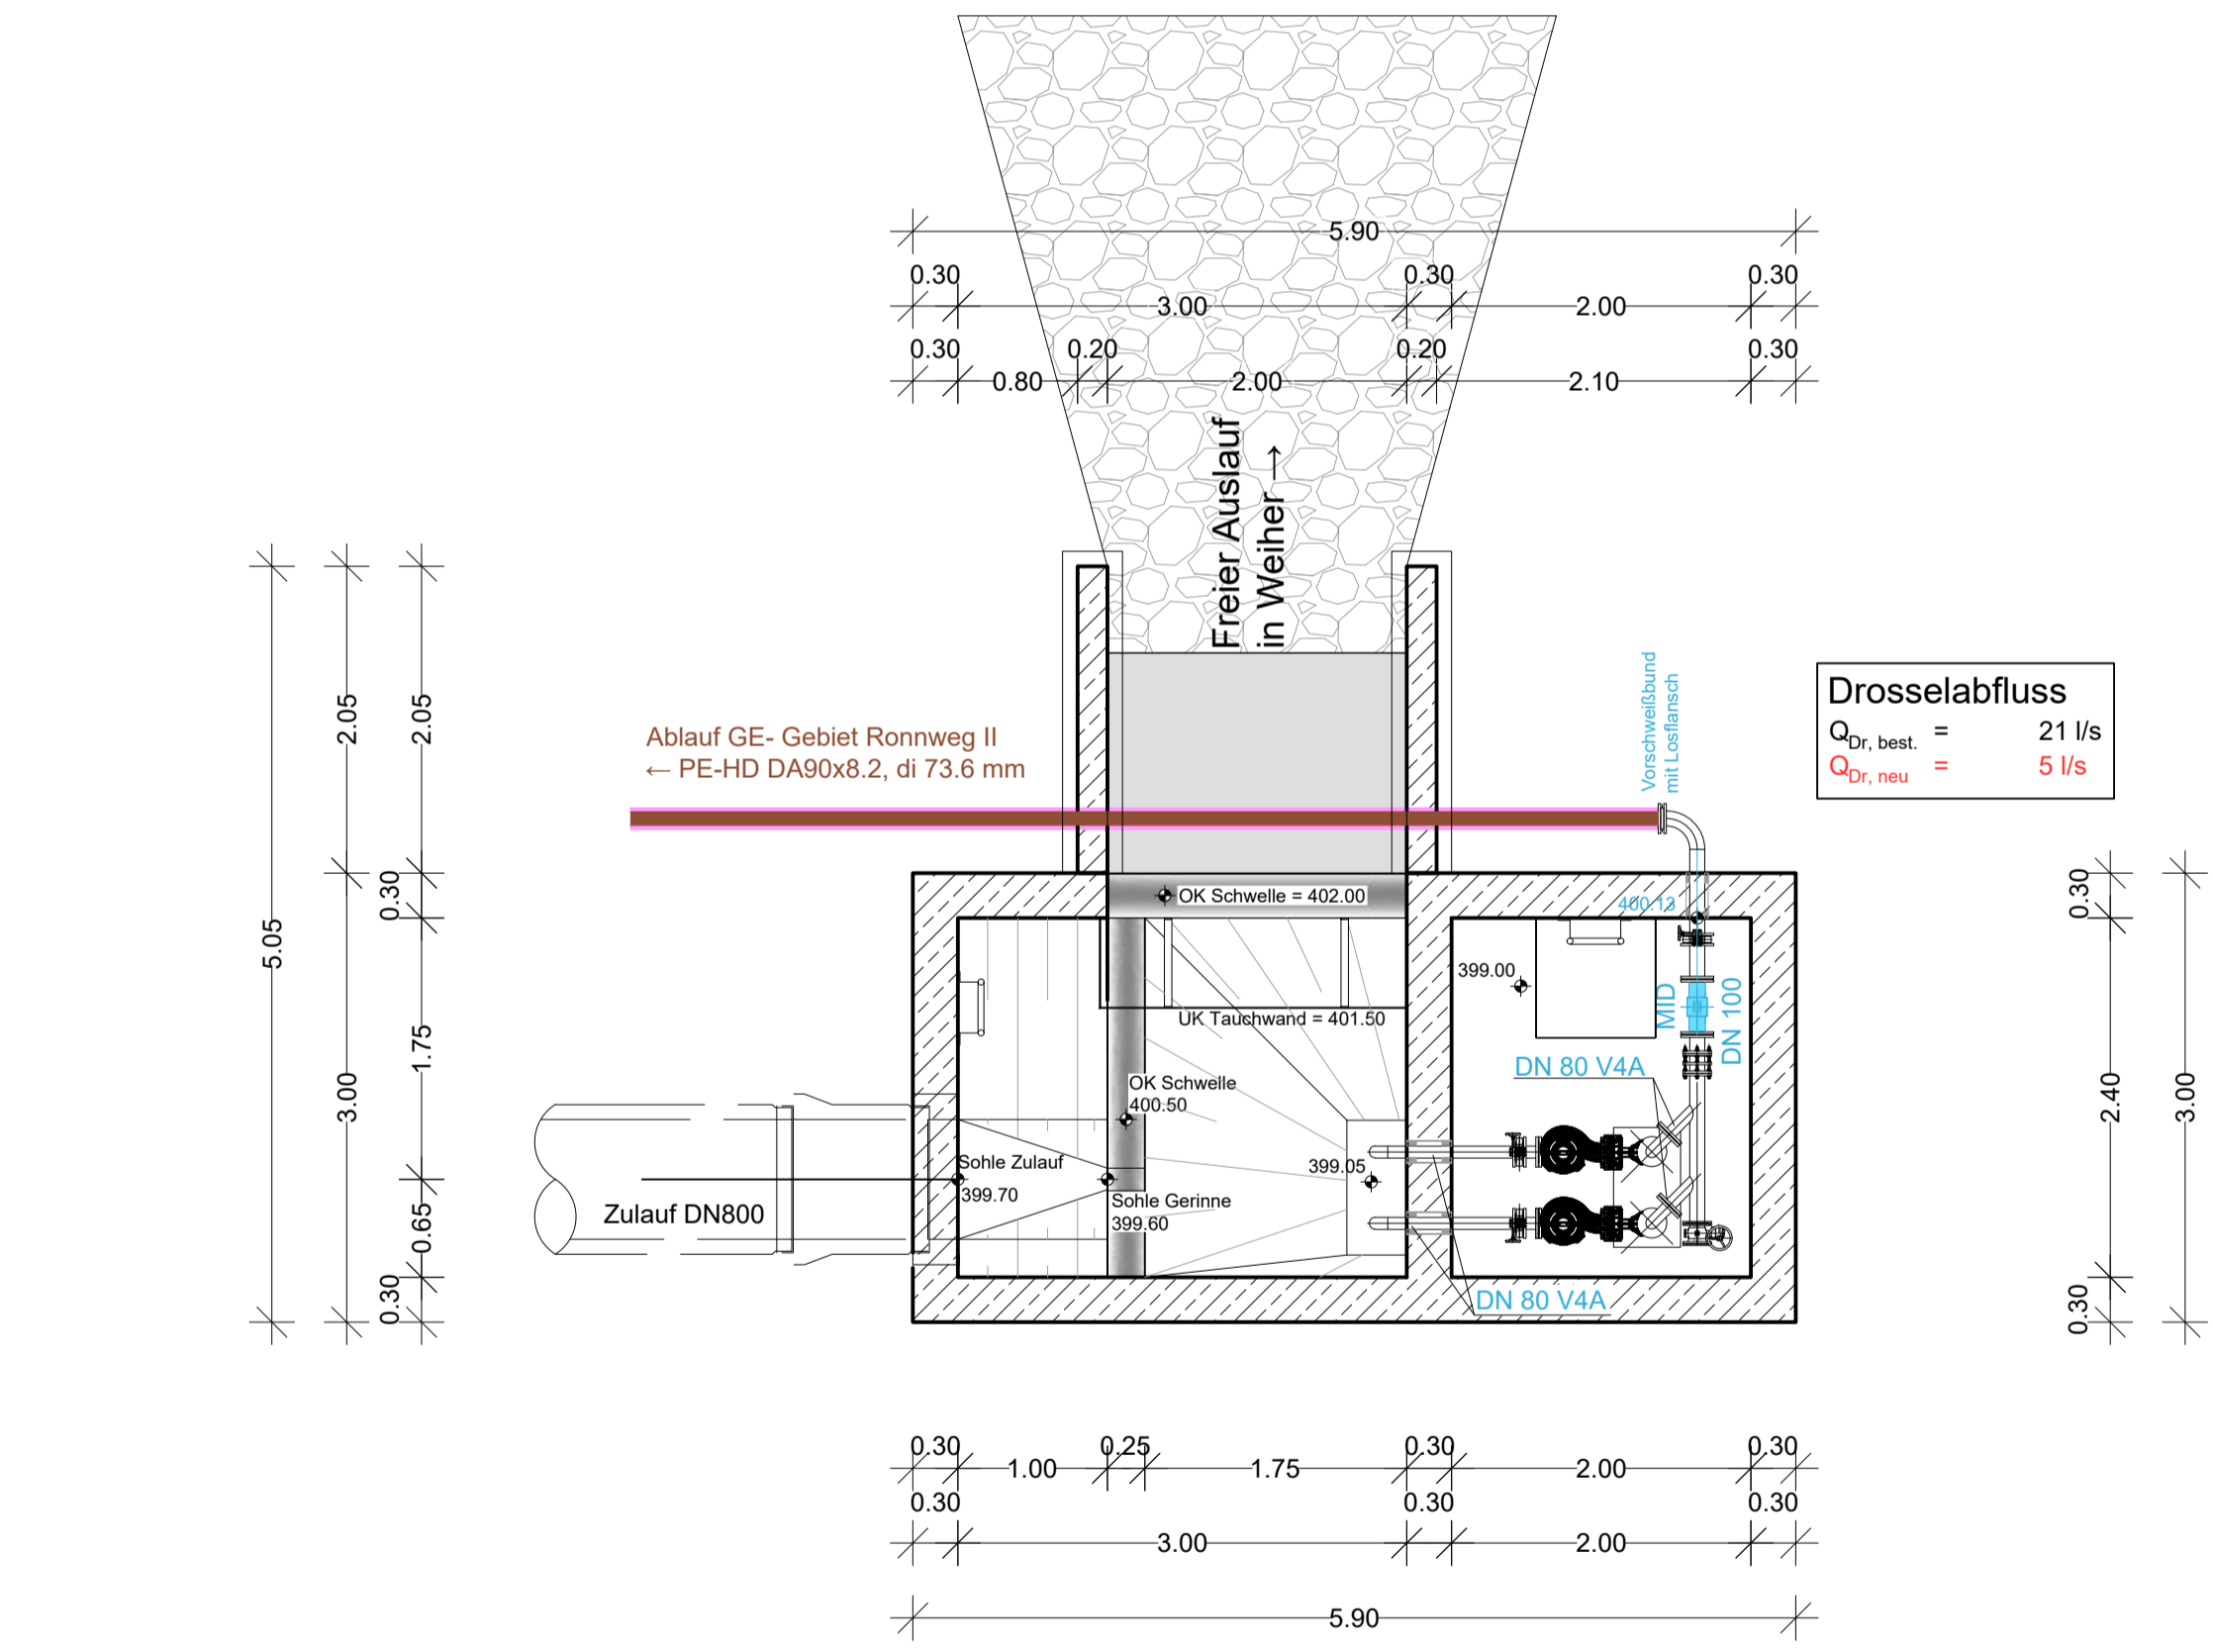 5.90
0.30
0.30
0.30
3.00
2.00
0.30
0.20
0.20
0.30
0.80
2.00
2.10
Freier Auslauf
in Weiher →
Vorschweißbund
mit Losflansch
Drosselabfluss
QDr, best. = 21 l/s
QDr, neu = 5 l/s
Ablauf GE- Gebiet Ronnweg II
← PE-HD DA90x8.2, di 73.6 mm
5.05
2.05
3.00
2.05
0.30
1.75
0.65
0.30
OK Schwelle = 402.00
400.13
399.00
UK Tauchwand = 401.50
MID
DN 100
DN 80 V4A
OK Schwelle
400.50
Sohle Zulauf
399.70
399.05
Sohle Gerinne
399.60
Zulauf DN800
DN 80 V4A
0.30
2.40
0.30
3.00
0.30
0.25
0.30
0.30
1.00
1.75
2.00
0.30
0.30
0.30
3.00
2.00
5.90